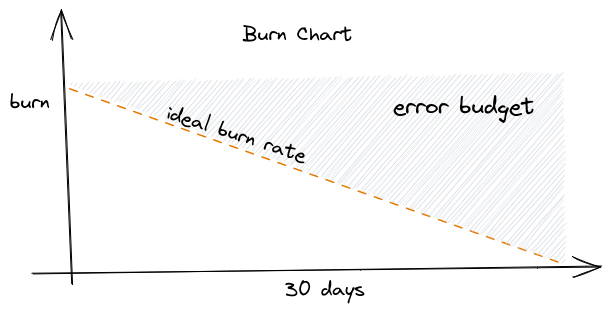 Burn Chart
burn
error budget
ideal burn rate
30 days